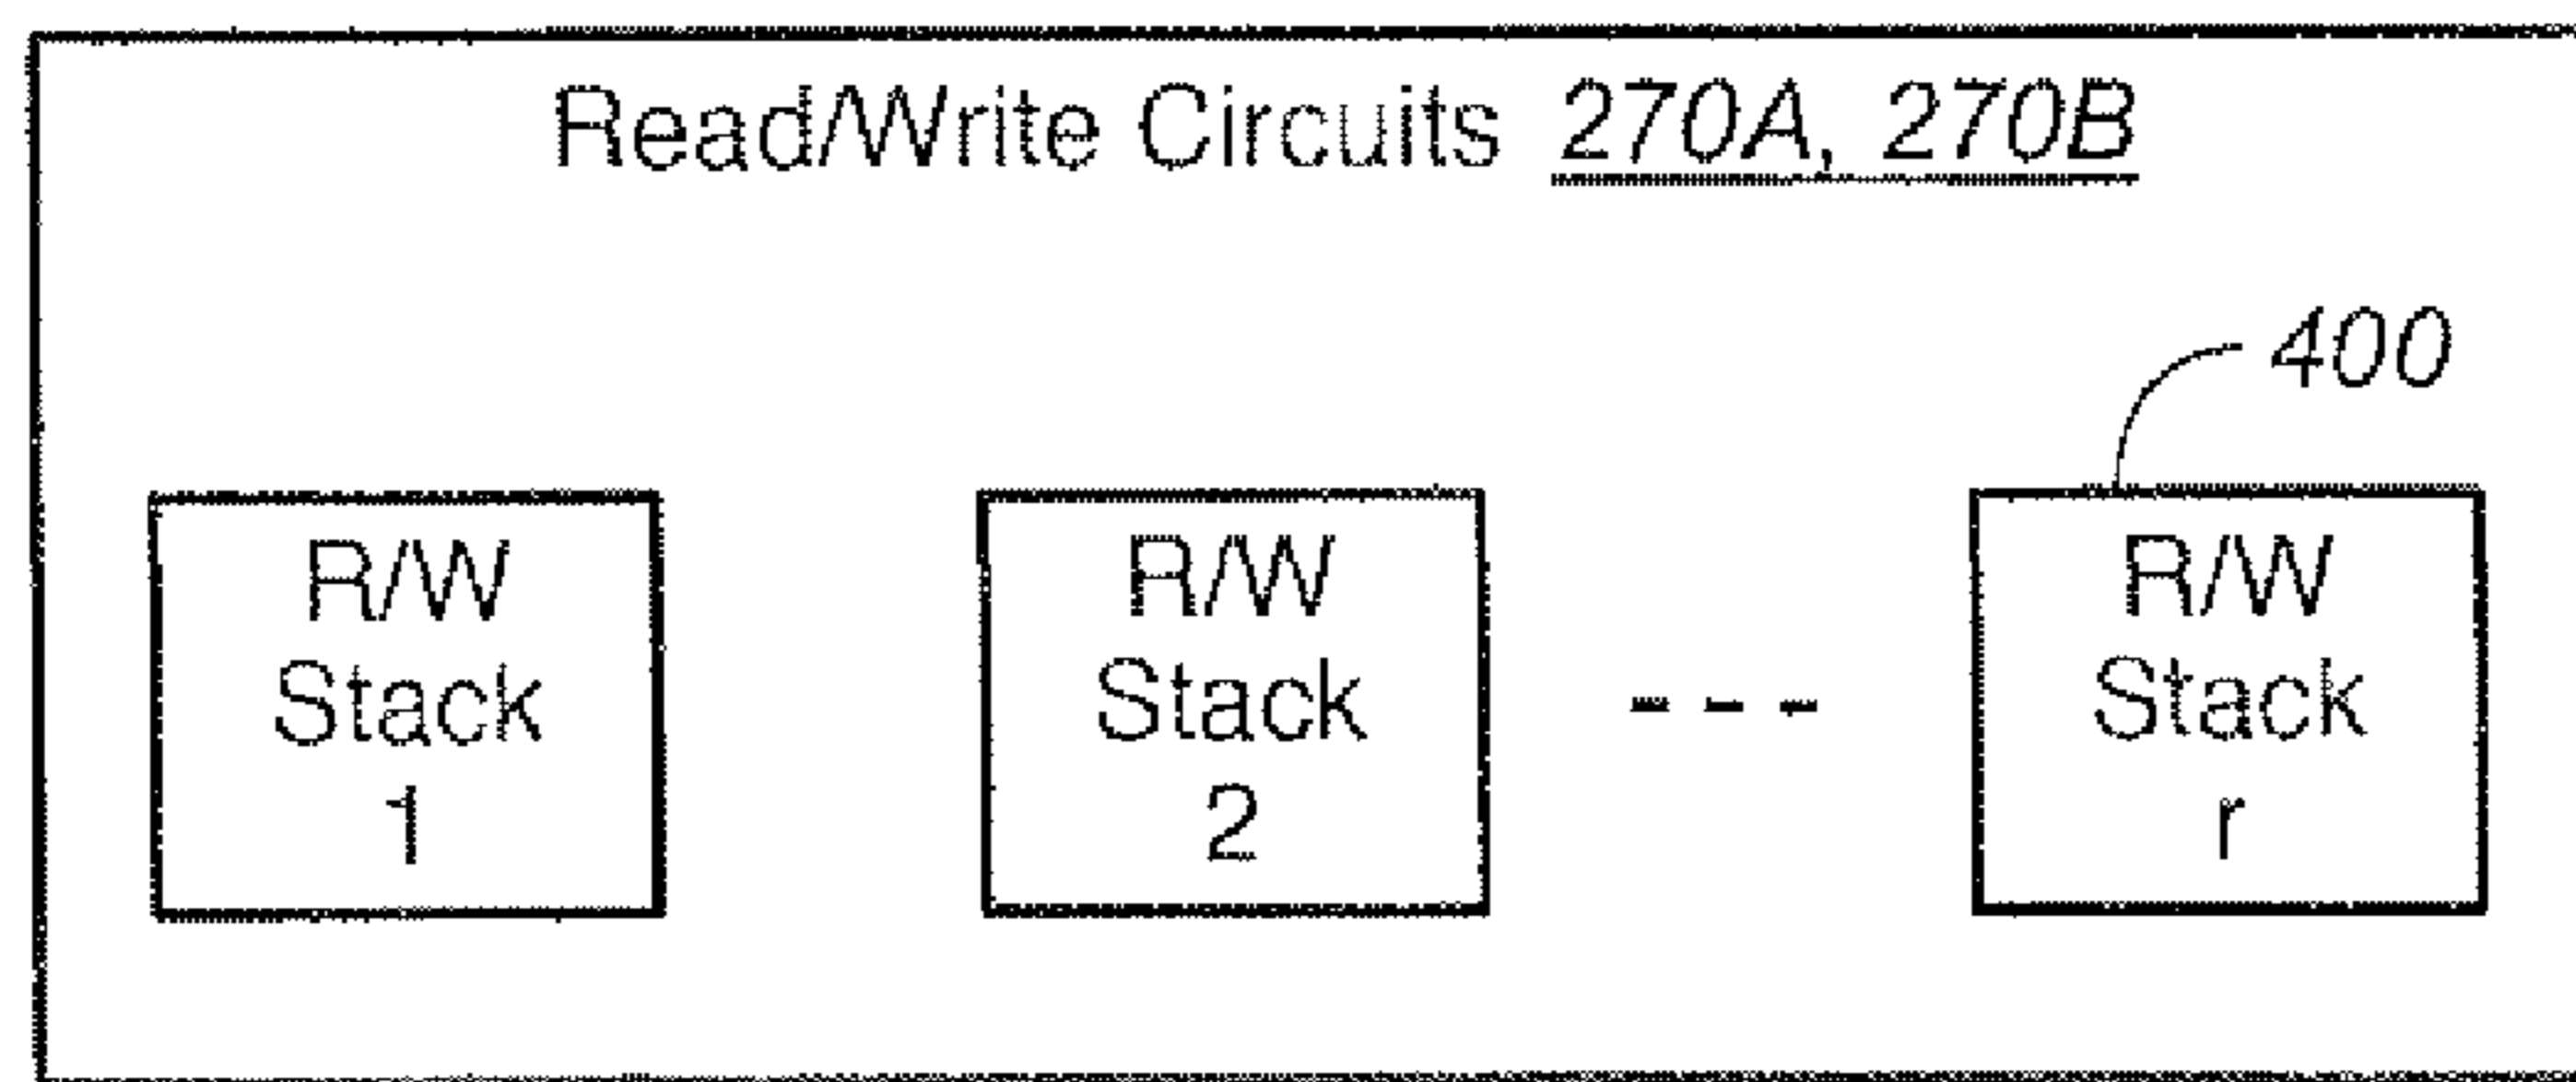 Read/Write Circuits 270A, 270B
400
R/W
Stack
1
R/W
Stack
2
R/W
Stack
r